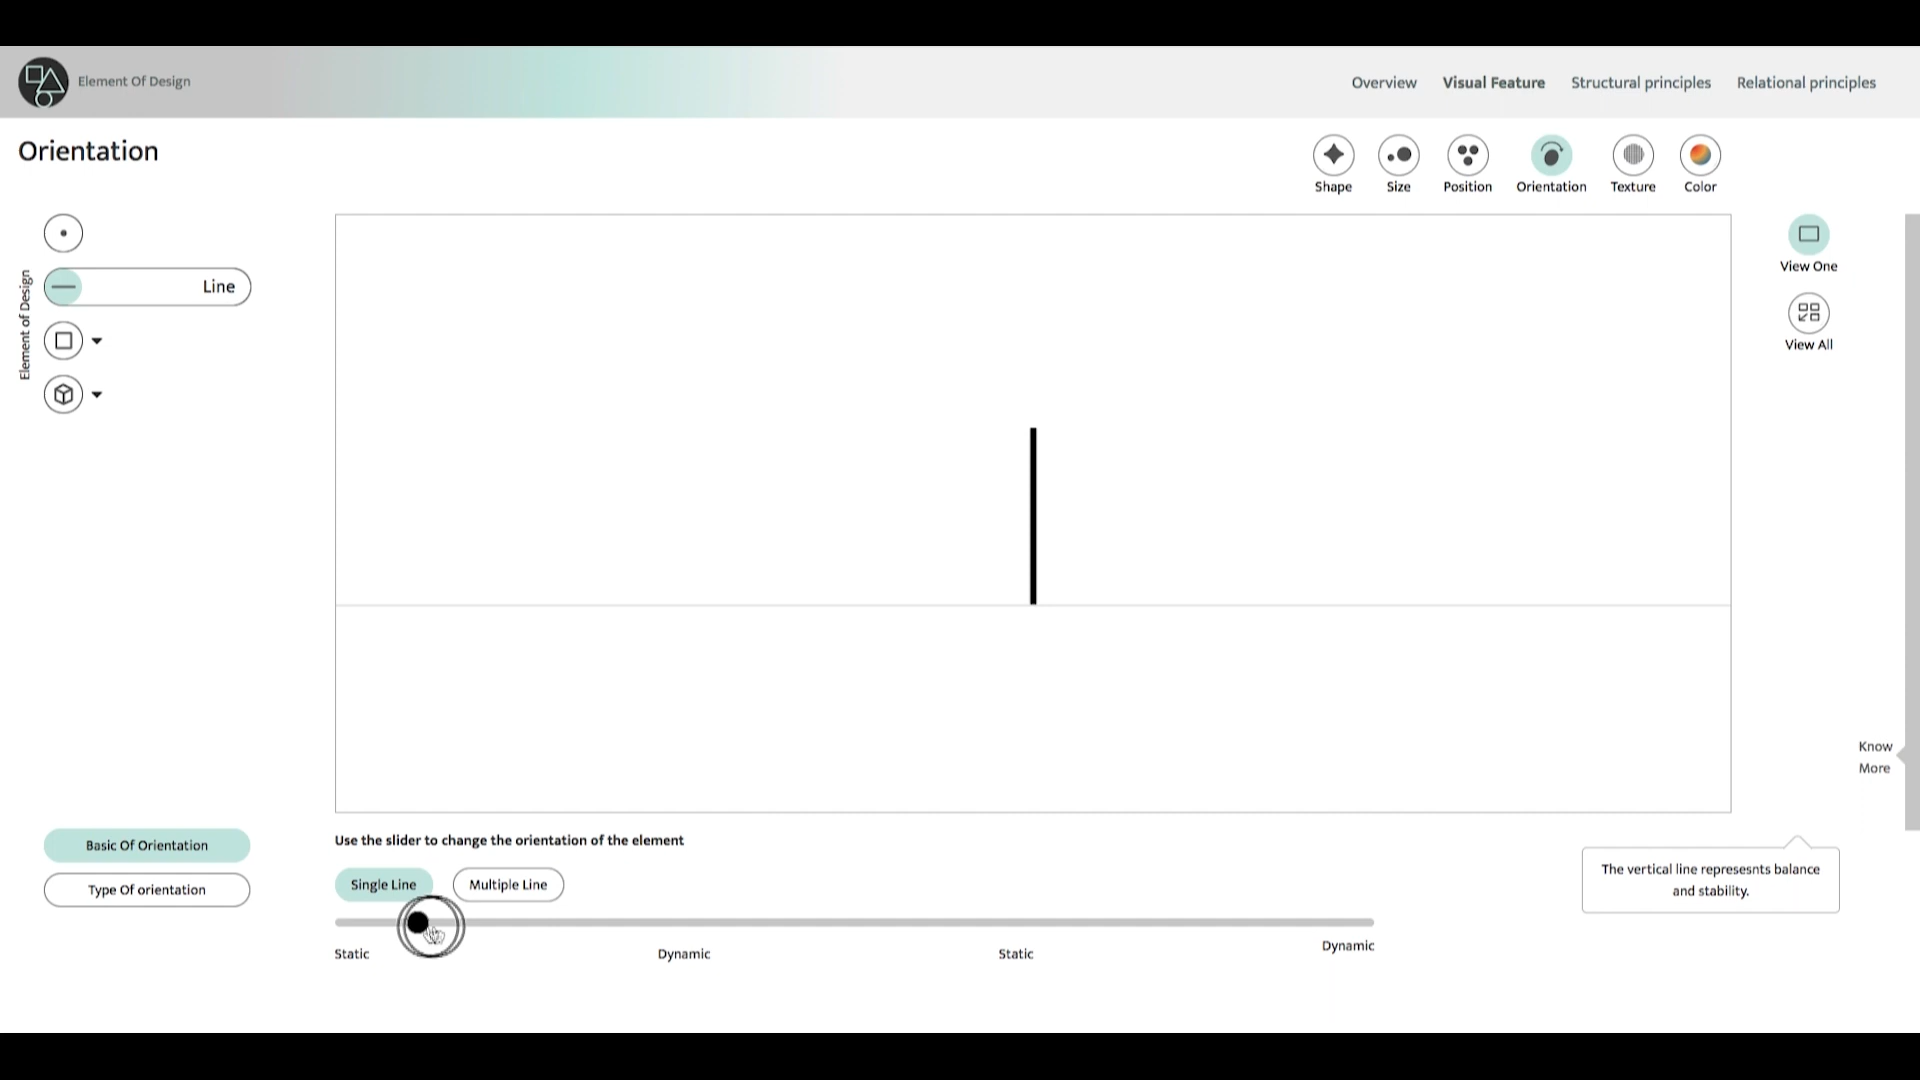 Element Of Design
Overview
Visual Feature
Structural principles
Relational principles
Orientation
Shape
Size
Position
Orientation
Texture
Color
Element of Design
Line
View One
View All
Know
More
Basic Of Orientation
Type Of orientation
Use the slider to change the orientation of the element
Single Line
Multiple Line
Static
Dynamic
Static
Dynamic
The vertical line represesnts balance
and stability.